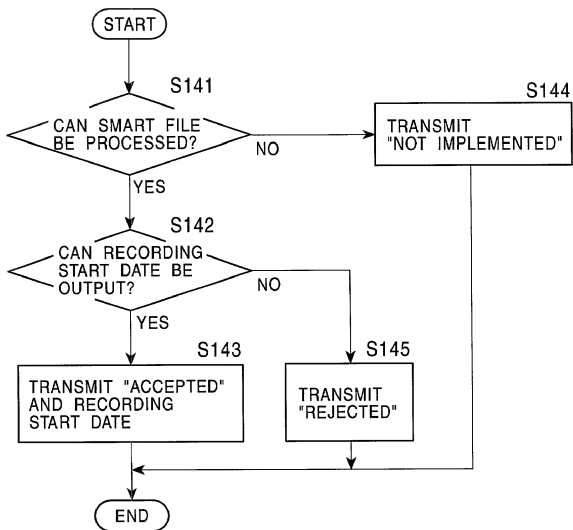 START
S141
CAN SMART FILE
BE PROCESSED?
NO
YES
S144
TRANSMIT
"NOT IMPLEMENTED"
S142
CAN RECORDING
START DATE BE
OUTPUT?
NO
YES
S143
TRANSMIT "ACCEPTED"
AND RECORDING
START DATE
S145
TRANSMIT
"REJECTED"
END